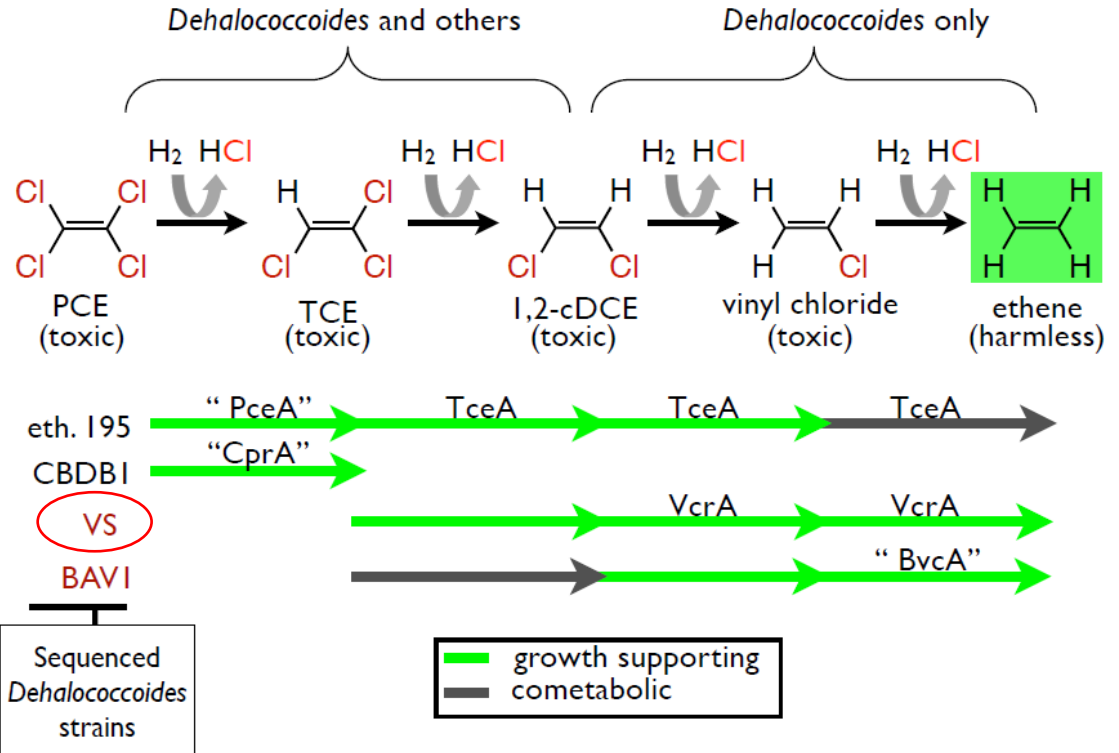 Dehalococcoides and others
Dehalococcoides only
H2 HCl
H2 HCl
H2 HCl
H2 HCl
Cl Cl
Cl Cl
H Cl
Cl Cl
H H
Cl Cl
H H
H Cl
H H
H H
PCE
(toxic)
TCE
(toxic)
1,2-cDCE
(toxic)
vinyl chloride
(toxic)
ethene
(harmless)
eth. 195
" PceA"
TceA
TceA
TceA
CBDB1
"CprA"
VS
VcrA
VcrA
BAV1
" BvcA"
Sequenced
Dehalococcoides
strains
growth supporting
cometabolic